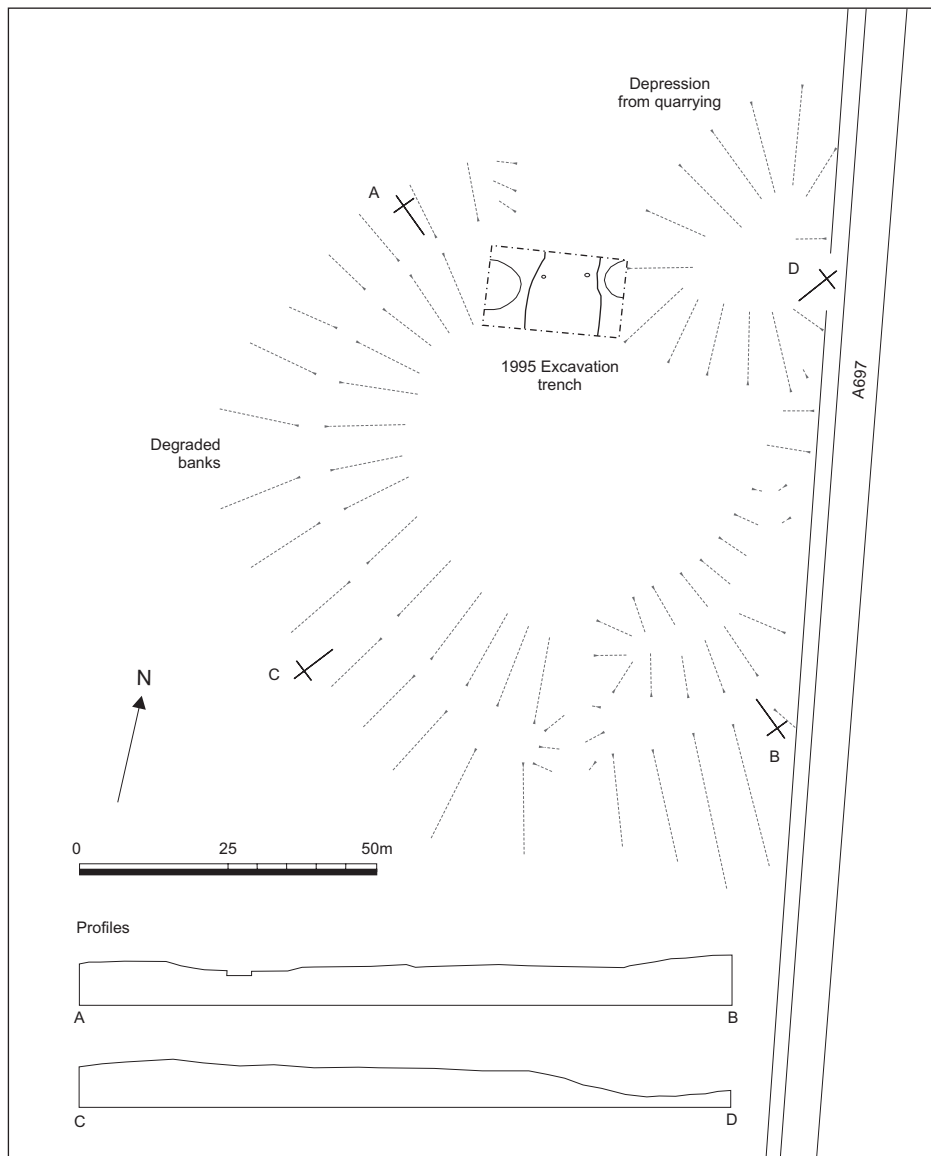 Depression
from quarrying
A
D
1995 Excavation
trench
A697
Degraded
banks
C
N
B
0 25 50m
Profiles
A B
C D